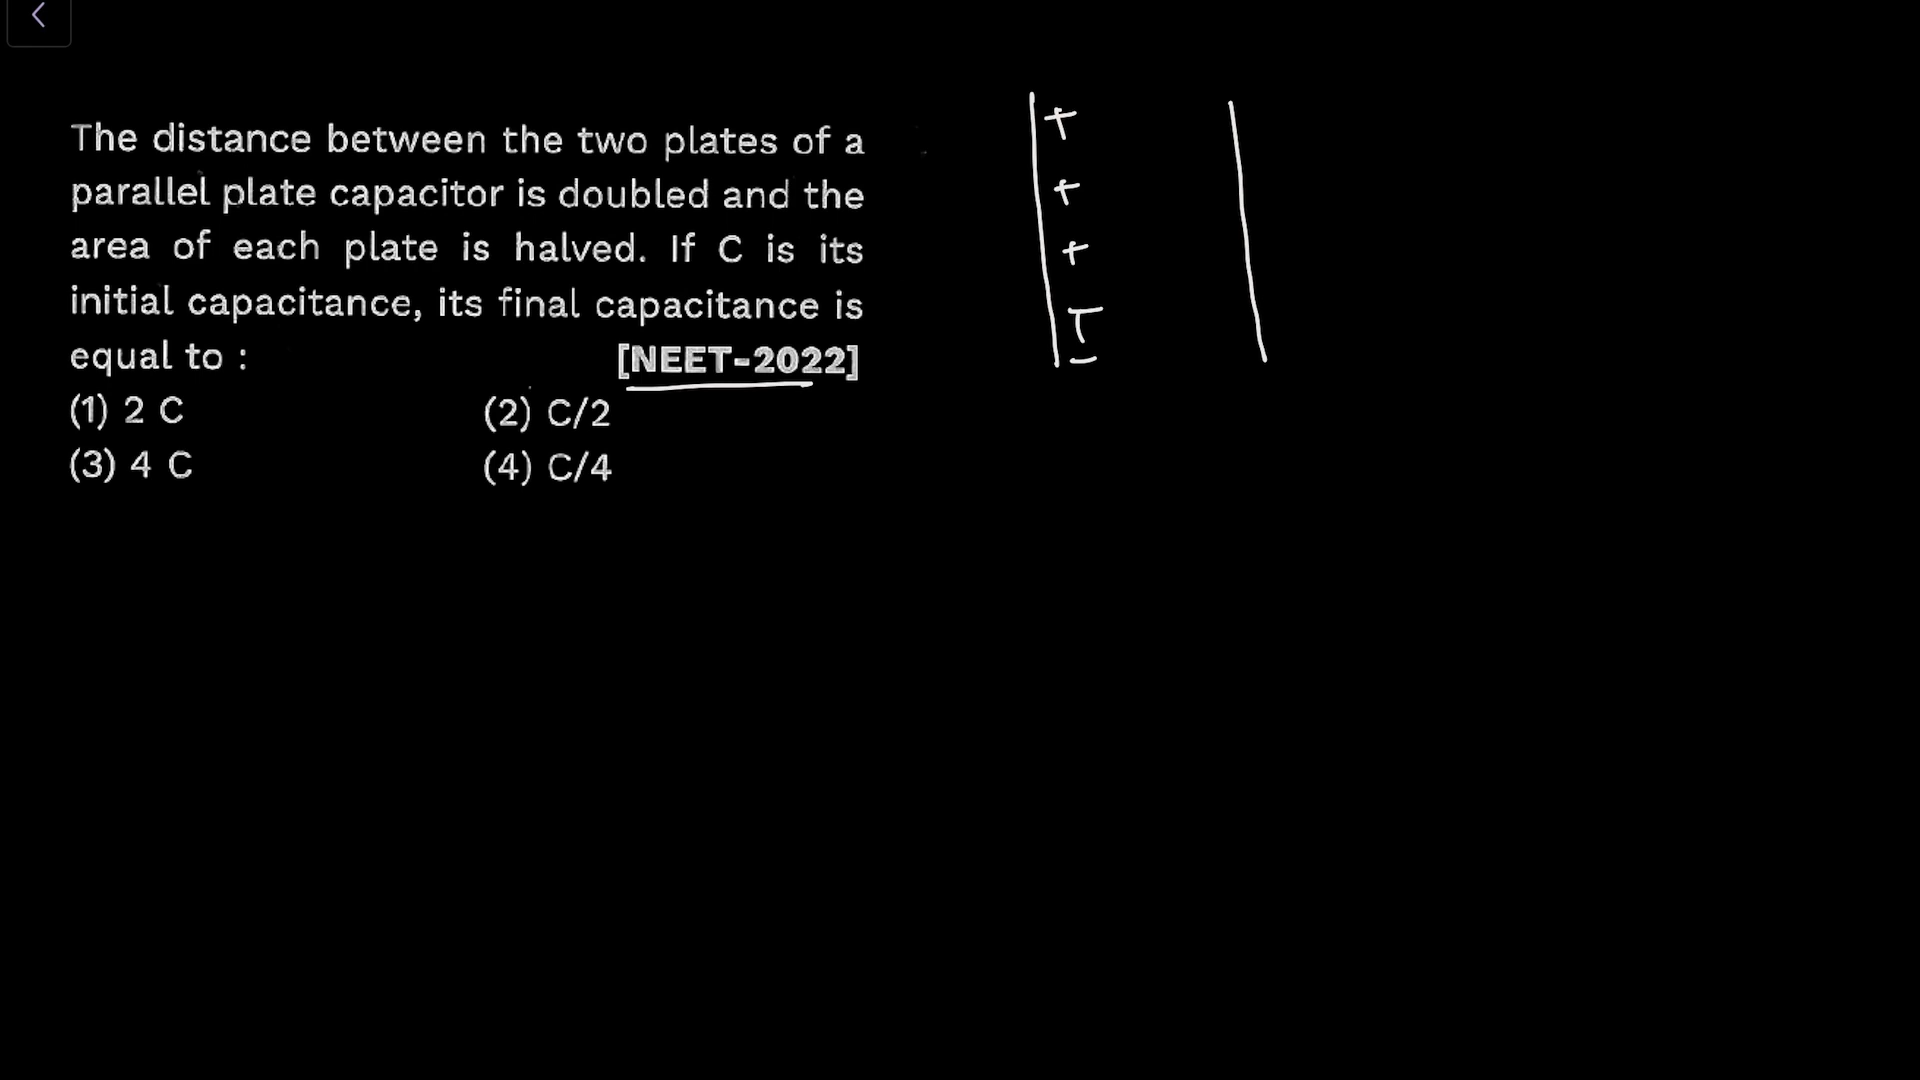 The distance between the two plates of a
parallel plate capacitor is doubled and the
area of each plate is halved. If C is its
initial capacitance, its final capacitance is
equal to : [NEET-2022]
(1) 2 C (2) C/2
(3) 4 C (4) C/4
+
+
+